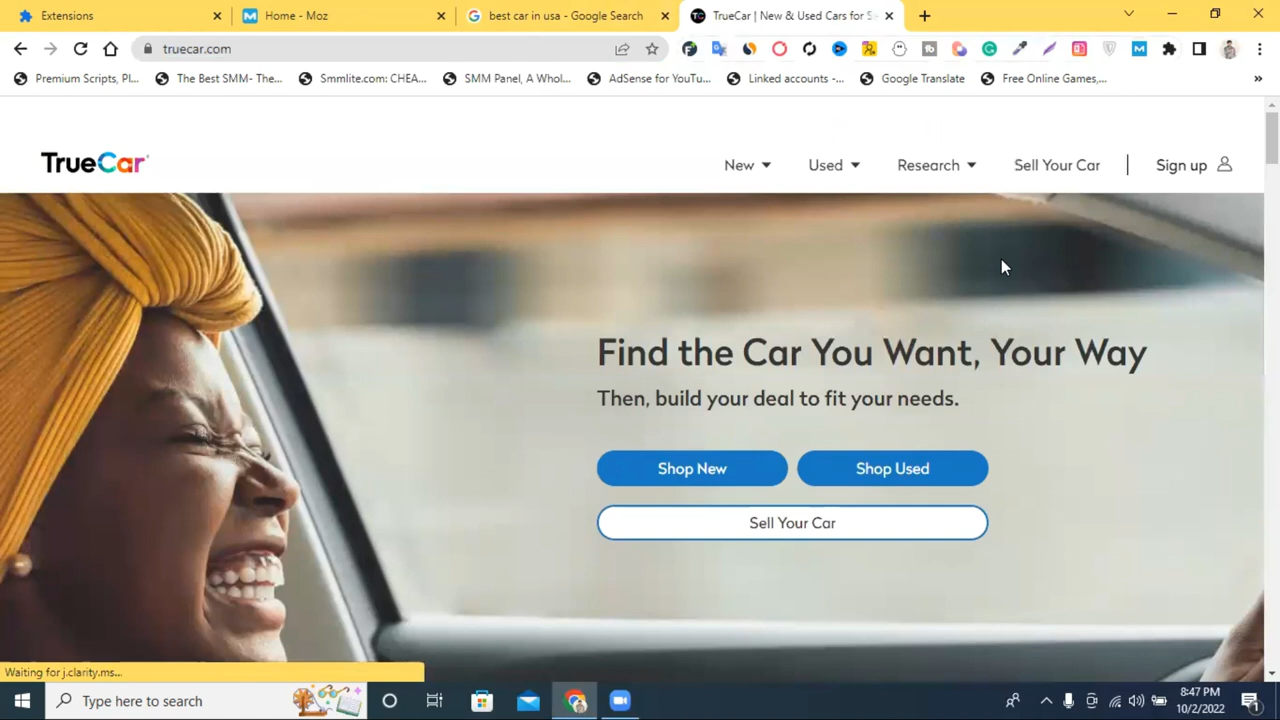 Extensions
Home - Moz
best car in usa - Google Search
TrueCar | New & Used Cars for S
truecar.com
Premium Scripts, Pl...
The Best SMM- The...
Smmlite.com: CHEA...
SMM Panel, A Whol...
AdSense for YouTu...
Linked accounts -...
Google Translate
Free Online Games,...
TrueCar
New
Used
Research
Sell Your Car
Sign up
Find the Car You Want, Your Way
Then, build your deal to fit your needs.
Shop New
Shop Used
Sell Your Car
Waiting for j.clarity.ms...
Type here to search
8:47 PM
10/2/2022